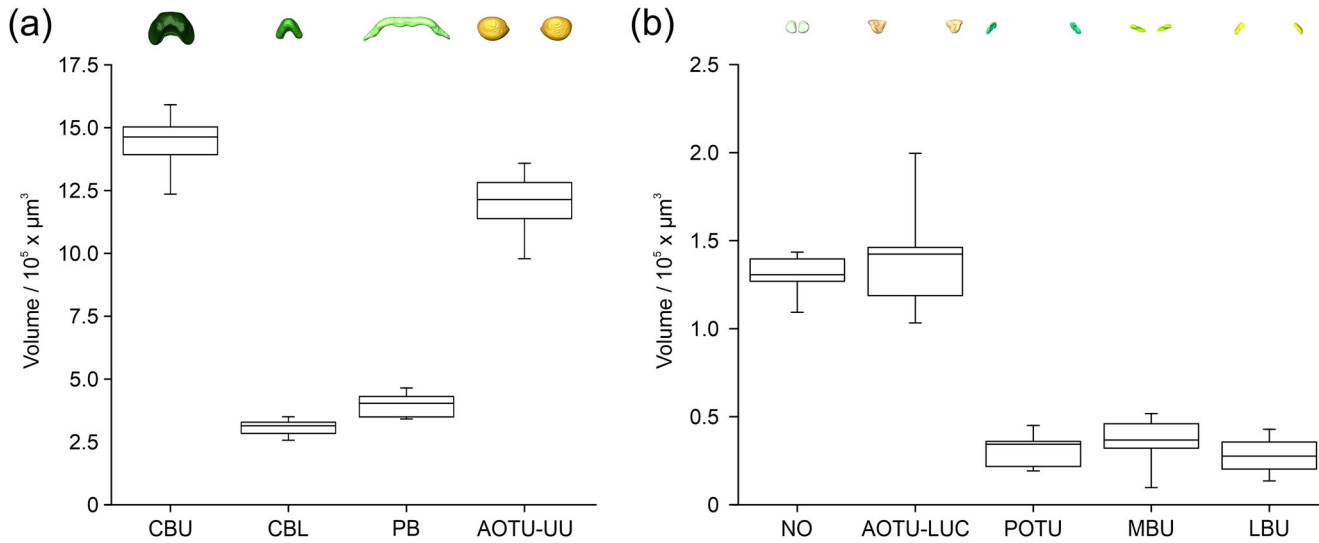 (a)
17.5
15.0
12.5
10.0
7.5
5.0
2.5
0
Volume / 10⁵ x µm³
CBU CBL PB AOTU-UU
(b)
2.5
2.0
1.5
1.0
0.5
0
Volume / 10⁵ x µm³
NO AOTU-LUC POTU MBU LBU